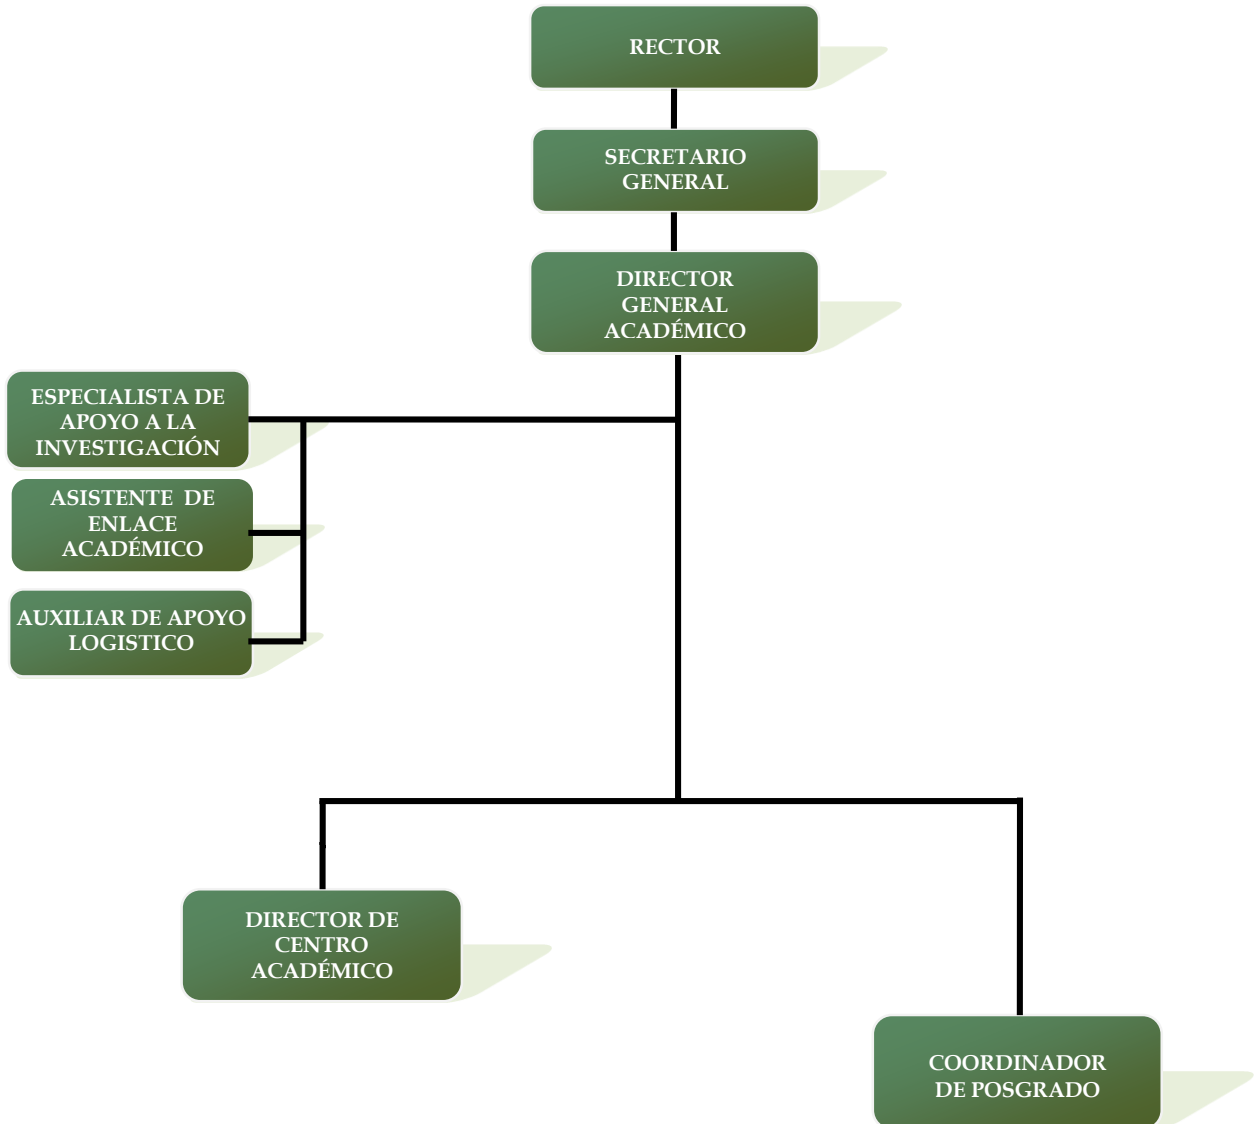 RECTOR
SECRETARIO
GENERAL
DIRECTOR
GENERAL
ACADÉMICO
ESPECIALISTA DE
APOYO A LA
INVESTIGACIÓN
ASISTENTE DE
ENLACE
ACADÉMICO
AUXILIAR DE APOYO
LOGISTICO
DIRECTOR DE
CENTRO
ACADÉMICO
COORDINADOR
DE POSGRADO